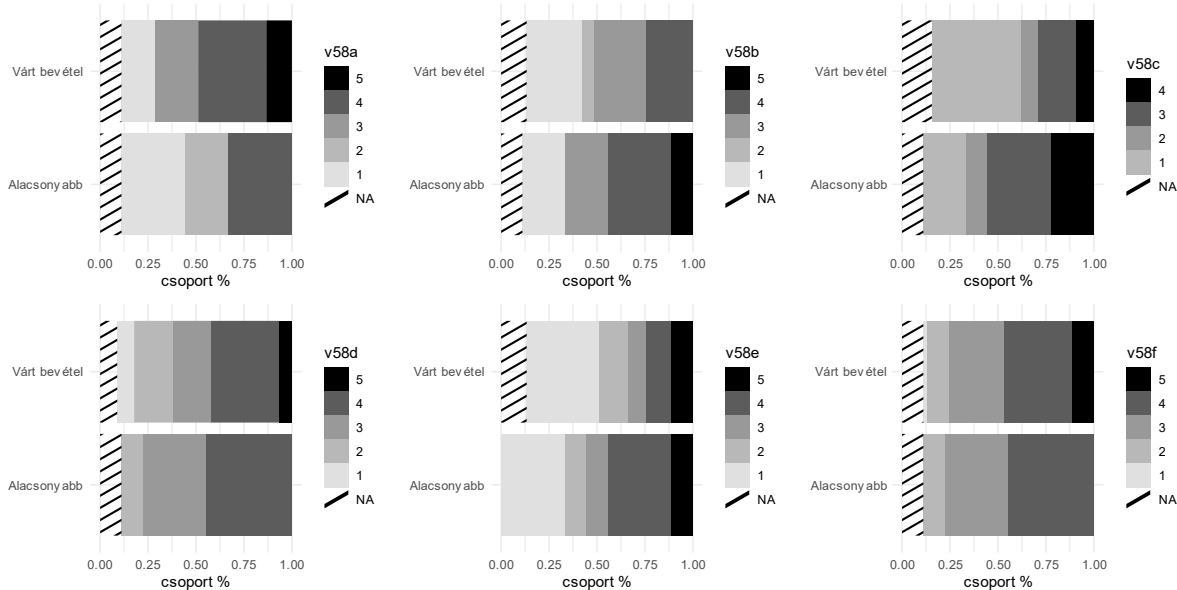 v58a
5
4
3
2
1
NA
Várt bevétel
Alacsonyabb
0.00 0.25 0.50 0.75 1.00
csoport %
v58b
5
4
3
2
1
NA
Várt bevétel
Alacsonyabb
0.00 0.25 0.50 0.75 1.00
csoport %
v58c
4
3
2
1
NA
Várt bevétel
Alacsonyabb
0.00 0.25 0.50 0.75 1.00
csoport %
v58d
5
4
3
2
1
NA
Várt bevétel
Alacsonyabb
0.00 0.25 0.50 0.75 1.00
csoport %
v58e
5
4
3
2
1
NA
Várt bevétel
Alacsonyabb
0.00 0.25 0.50 0.75 1.00
csoport %
v58f
5
4
3
2
1
NA
Várt bevétel
Alacsonyabb
0.00 0.25 0.50 0.75 1.00
csoport %